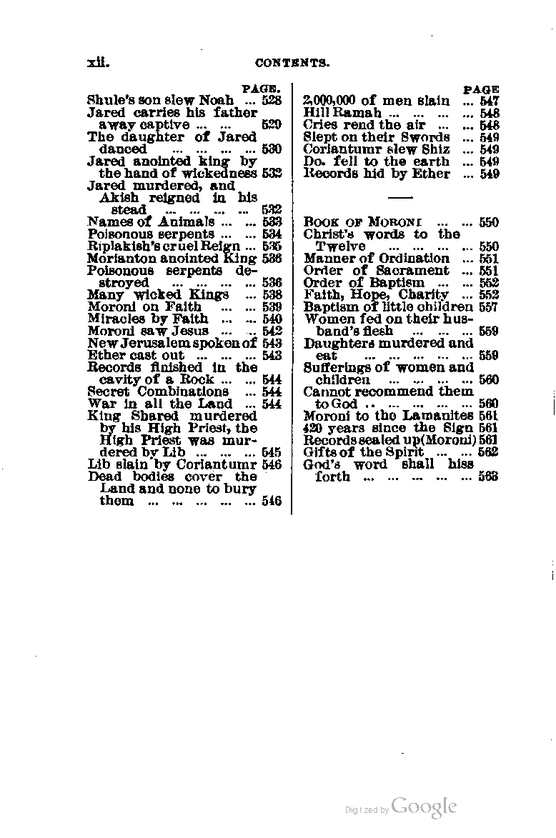 xii.
CONTENTS.
PAGE.
Shule's son slew Noah ... 528
Jared carries his father
away captive ... ... 529
The daughter of Jared
danced ... ... ... ... 530
Jared anointed king by
the hand of wickedness 532
Jared murdered, and
Akish reigned in his
stead ... ... ... ... 532
Names of Animals ... ... 533
Poisonous serpents ... ... 534
Riplakish's cruel Reign ... 535
Morianton anointed King 536
Poisonous serpents de-
stroyed ... ... ... ... 536
Many wicked Kings ... 538
Moroni on Faith ... ... 539
Miracles by Faith ... ... 540
Moroni saw Jesus ... ... 542
New Jerusalem spoken of 543
Ether cast out ... ... ... 543
Records finished in the
cavity of a Rock ... ... 544
Secret Combinations ... 544
War in all the Land ... 544
King Shared murdered
by his High Priest, the
High Priest was mur-
dered by Lib ... ... ... 545
Lib slain by Coriantumr 546
Dead bodies cover the
Land and none to bury
them ... ... ... ... ... 546
PAGE
2,000,000 of men slain ... 547
Hill Ramah ... ... ... ... 548
Cries rend the air ... ... 548
Slept on their Swords ... 549
Coriantumr slew Shiz ... 549
Do. fell to the earth ... 549
Records hid by Ether ... 549
BOOK OF MORONI ... ... 550
Christ's words to the
Twelve ... ... ... ... 550
Manner of Ordination ... 551
Order of Sacrament ... 551
Order of Baptism ... ... 552
Faith, Hope, Charity ... 552
Baptism of little children 557
Women fed on their hus-
band's flesh ... ... ... 559
Daughters murdered and
eat ... ... ... ... ... 559
Sufferings of women and
children ... ... ... ... 560
Cannot recommend them
to God .. ... ... ... ... 560
Moroni to the Lamanites 561
420 years since the Sign 561
Records sealed up (Moroni) 561
Gifts of the Spirit ... ... 562
God's word shall hiss
forth ... ... ... ... ... 563
Digitized by Google